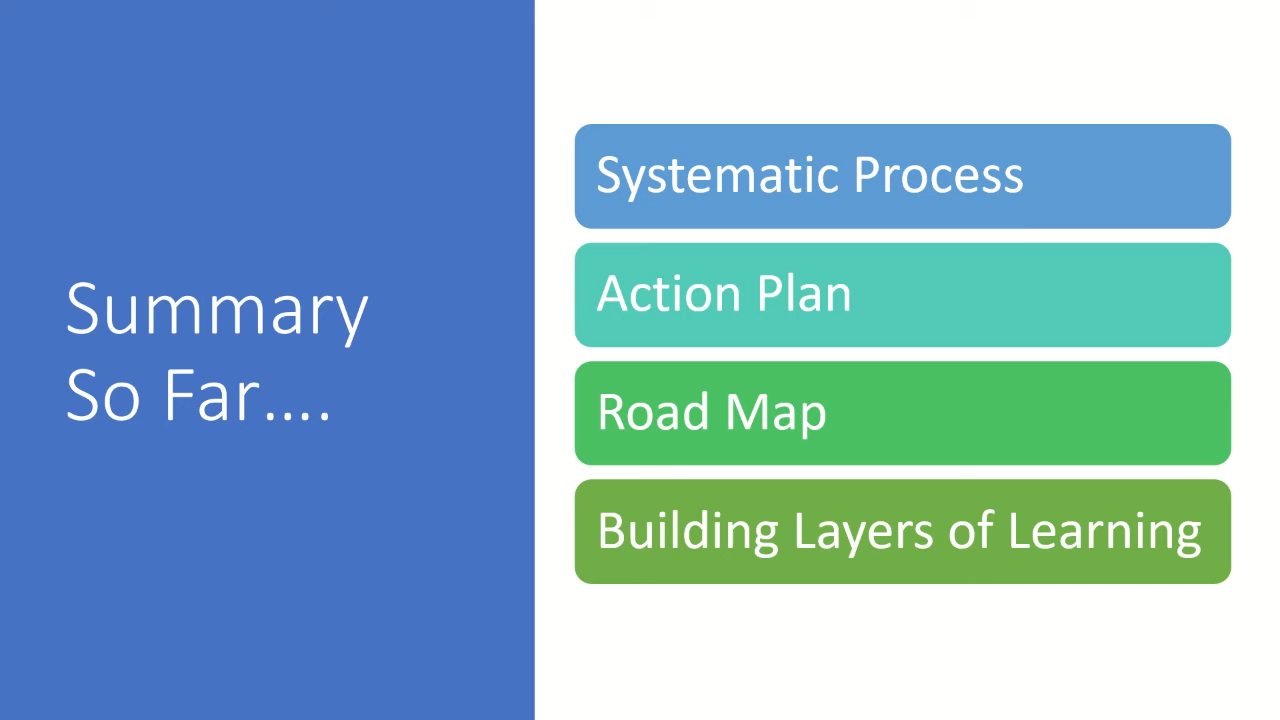 Summary
So Far....
Systematic Process
Action Plan
Road Map
Building Layers of Learning